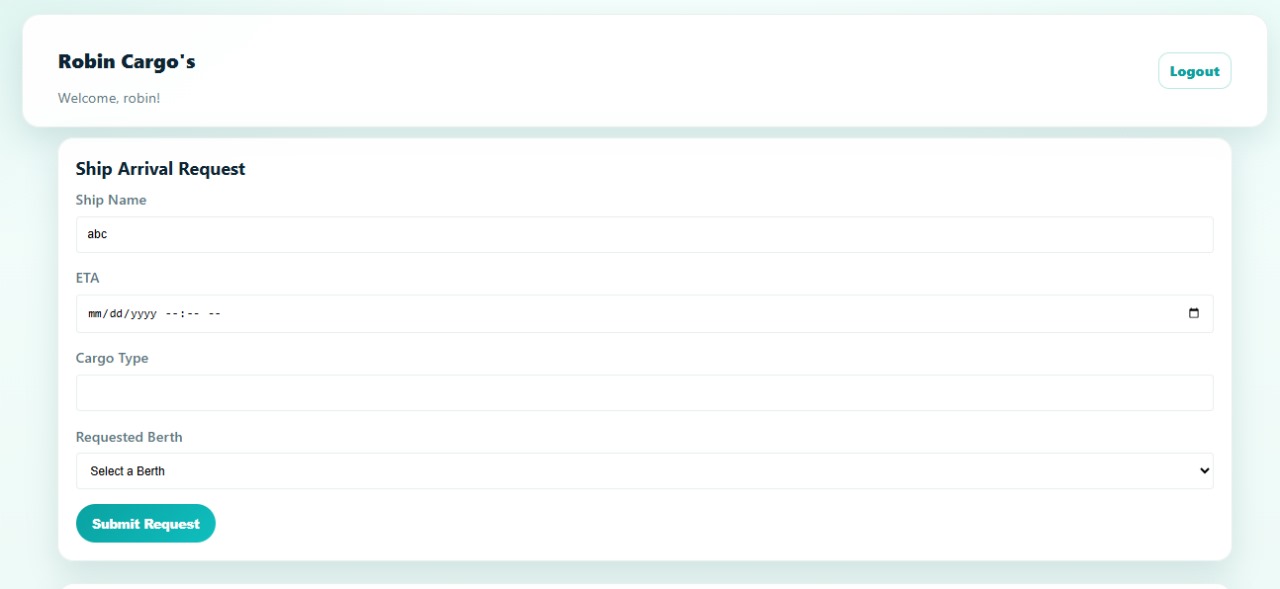 Robin Cargo's
Logout
Welcome, robin!
Ship Arrival Request
Ship Name
abc
ETA
mm/dd/yyyy --:-- --
Cargo Type
Requested Berth
Select a Berth
Submit Request